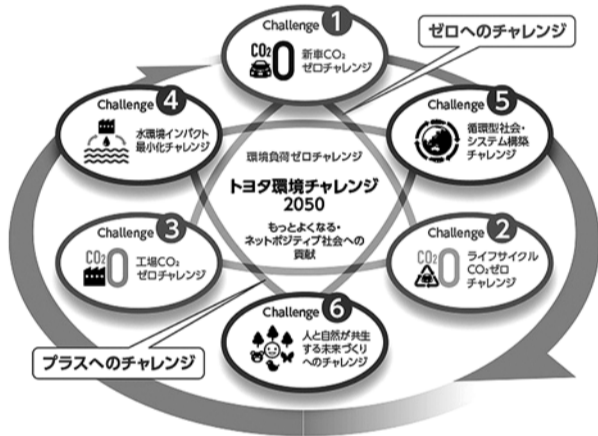 Challenge 1
CO₂ 0
新車CO₂
ゼロチャレンジ
ゼロへのチャレンジ
Challenge 4
水環境インパクト
最小化チャレンジ
Challenge 5
循環型社会・
システム構築
チャレンジ
環境負荷ゼロチャレンジ
トヨタ環境チャレンジ
2050
もっとよくなる・
ネットポジティブ社会への
貢献
Challenge 3
CO₂ 0
工場CO₂
ゼロチャレンジ
Challenge 2
CO₂ 0
ライフサイクル
CO₂ゼロ
チャレンジ
Challenge 6
人と自然が共生
する未来づくり
へのチャレンジ
プラスへのチャレンジ